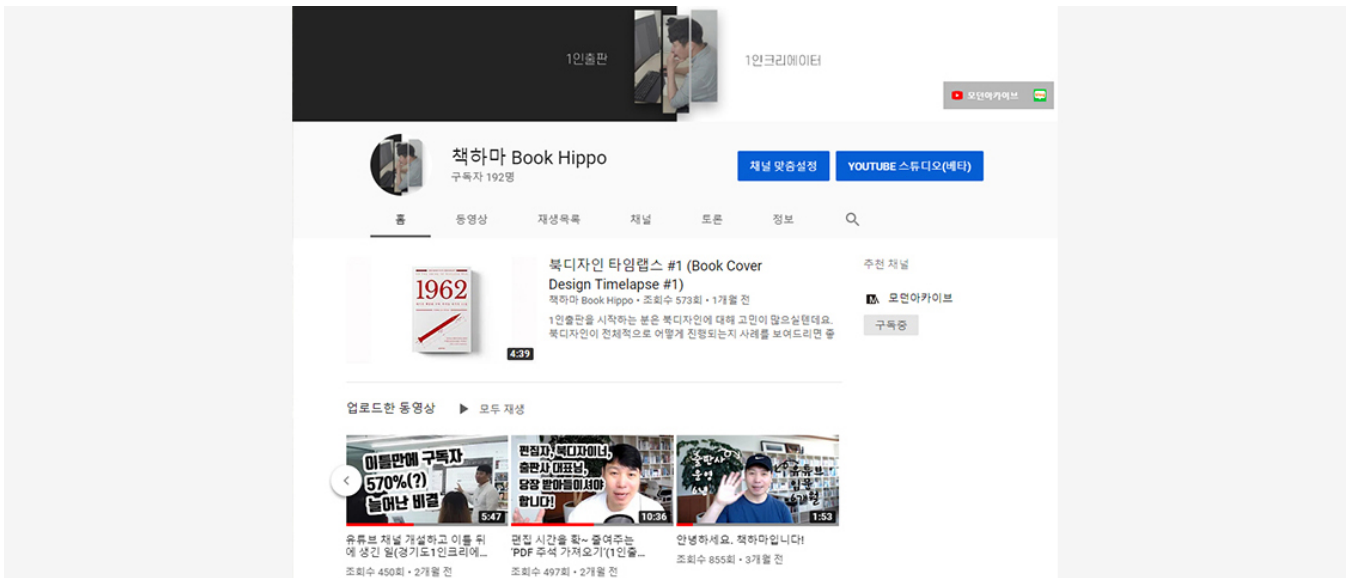 1인출판
1인크리에이터
모던아카이브
책하마 Book Hippo
구독자 192명
채널 맞춤설정
YOUTUBE 스튜디오(베타)
홈
동영상
재생목록
채널
토론
정보
1962
4:39
북디자인 타임랩스 #1 (Book Cover
Design Timelapse #1)
책하마 Book Hippo • 조회수 573회 • 1개월 전
1인출판을 시작하는 분은 북디자인에 대해 고민이 많으실텐데요.
북디자인이 전체적으로 어떻게 진행되는지 사례를 보여드리면 좋
추천 채널
모던아카이브
구독중
업로드한 동영상
모두 재생
이틀만에 구독자
570%(?)
늘어난 비결
5:47
유튜브 채널 개설하고 이틀 뒤
에 생긴 일(경기도1인크리에...
조회수 450회 • 2개월 전
편집자, 북디자이너,
출판사 대표님,
당장 받아들이셔야
합니다!
10:36
편집 시간을 확~ 줄여주는
'PDF 주석 가져오기'(1인출...
조회수 497회 • 2개월 전
출판사
운영
유튜브
입문
6개월
1:53
안녕하세요. 책하마입니다!
조회수 855회 • 3개월 전